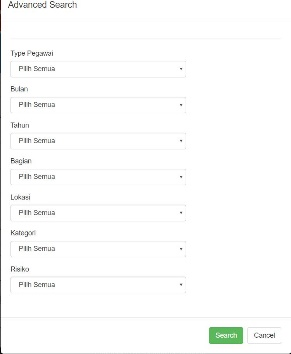 Advanced Search
Type Pegawai
Pilih Semua
Bulan
Pilih Semua
Tahun
Pilih Semua
Bagian
Pilih Semua
Lokasi
Pilih Semua
Kategori
Pilih Semua
Risiko
Pilih Semua
Search Cancel